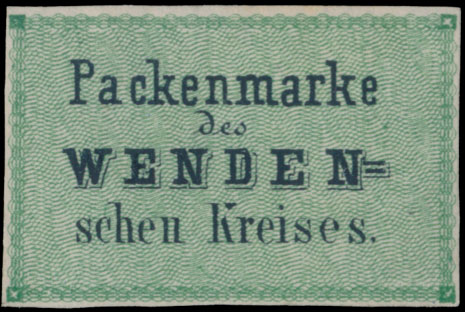 Packenmarke
des
WENDEN=
schen Kreises.